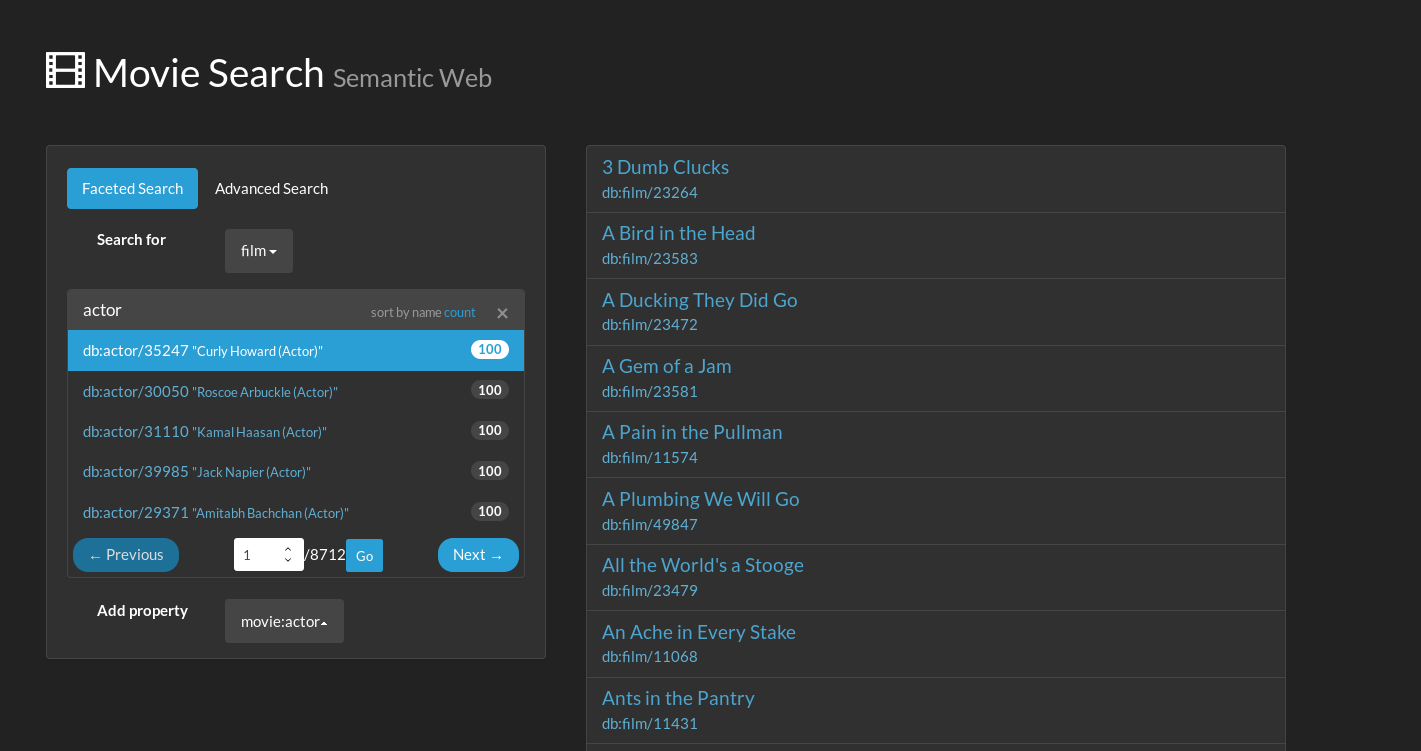 Movie Search Semantic Web
Faceted Search Advanced Search
Search for film
actor sort by name count ×
db:actor/35247 "Curly Howard (Actor)" 100
db:actor/30050 "Roscoe Arbuckle (Actor)" 100
db:actor/31110 "Kamal Haasan (Actor)" 100
db:actor/39985 "Jack Napier (Actor)" 100
db:actor/29371 "Amitabh Bachchan (Actor)" 100
← Previous 1 /8712 Go Next →
Add property movie:actor
3 Dumb Clucks
db:film/23264
A Bird in the Head
db:film/23583
A Ducking They Did Go
db:film/23472
A Gem of a Jam
db:film/23581
A Pain in the Pullman
db:film/11574
A Plumbing We Will Go
db:film/49847
All the World's a Stooge
db:film/23479
An Ache in Every Stake
db:film/11068
Ants in the Pantry
db:film/11431